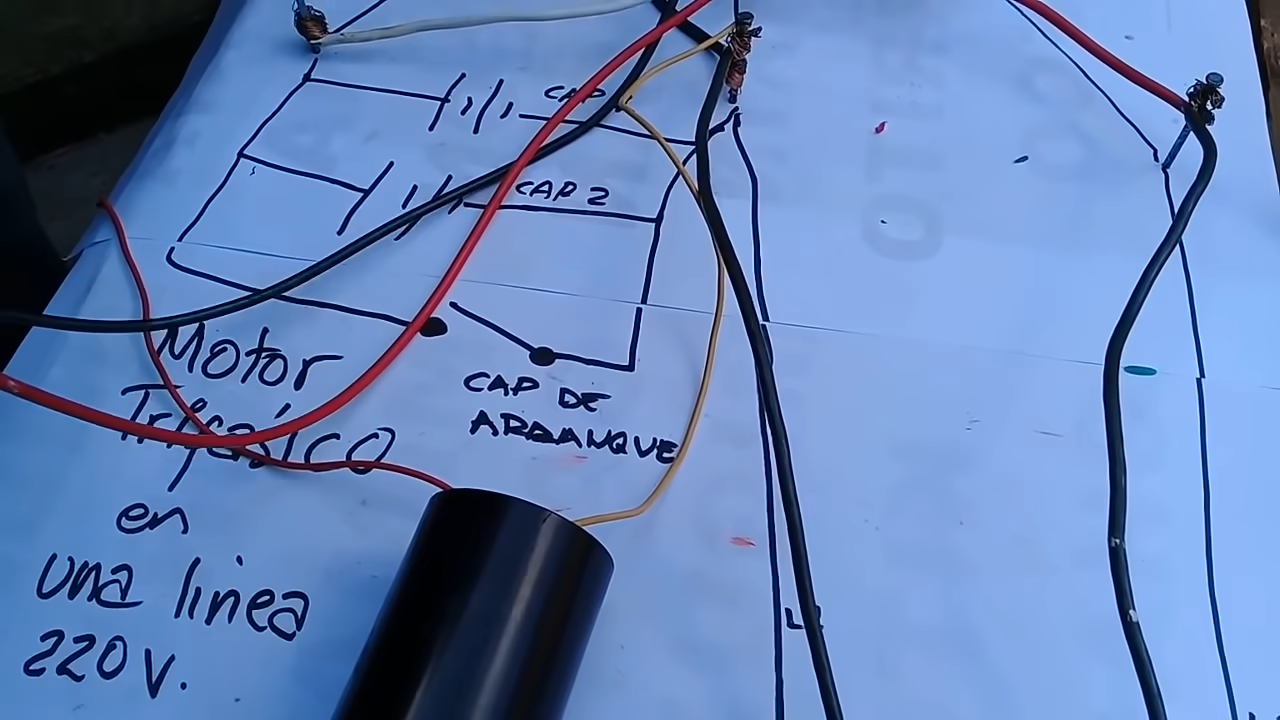 CAP
CAP 2
CAP DE
ARRANQUE
Motor
Trifásico
en
una linea
220 V.